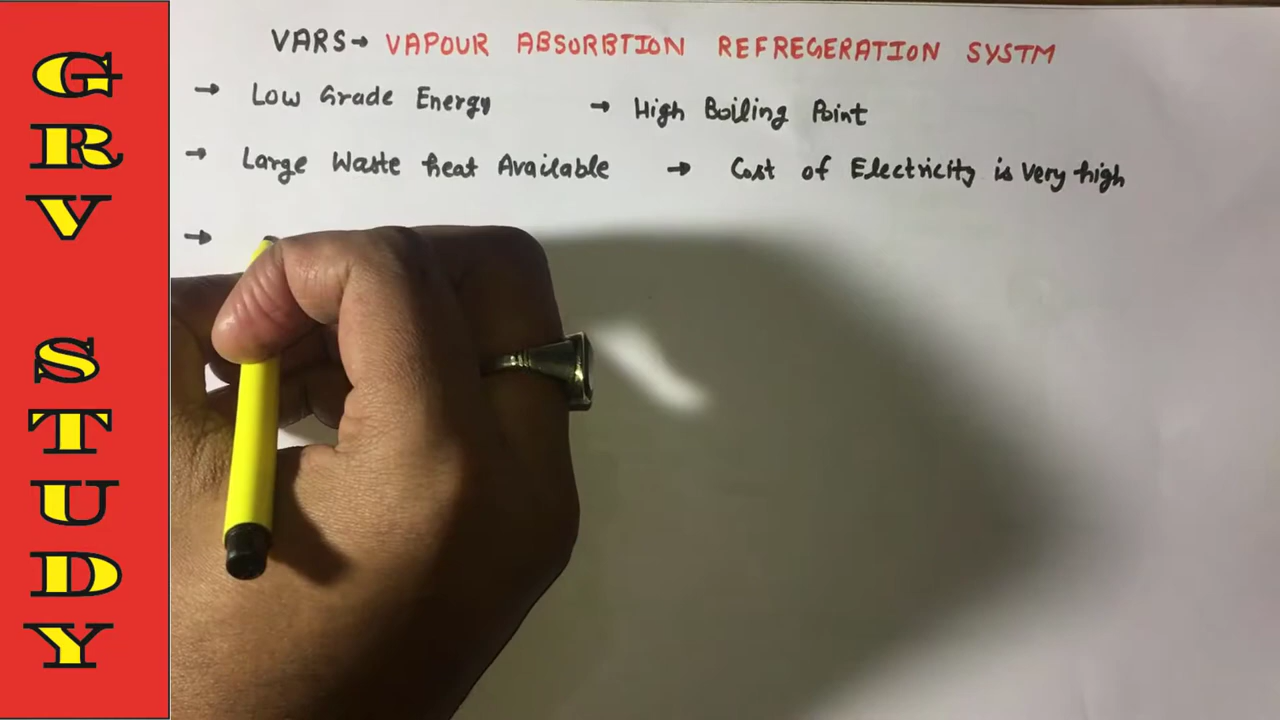 GRV STUDY
VARS→ VAPOUR ABSORBTION REFREGERATION SYSTM
→ Low Grade Energy → High Boiling Point
→ Large Waste heat Available → Cost of Electricity is very high
→